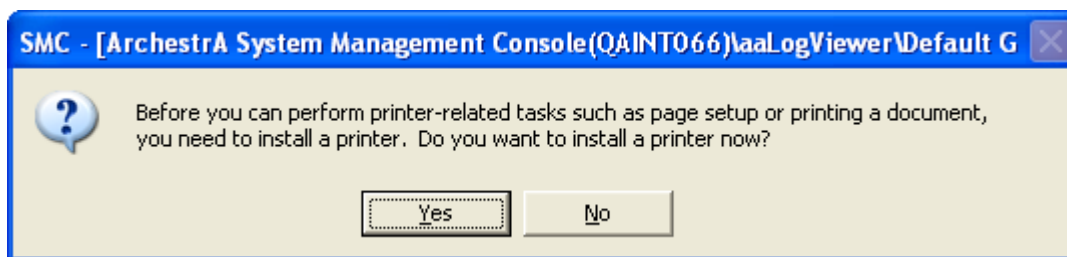 SMC - [ArchestrA System Management Console(QAINT066)\aaLogViewer\Default G
Before you can perform printer-related tasks such as page setup or printing a document,
you need to install a printer. Do you want to install a printer now?
Yes
No